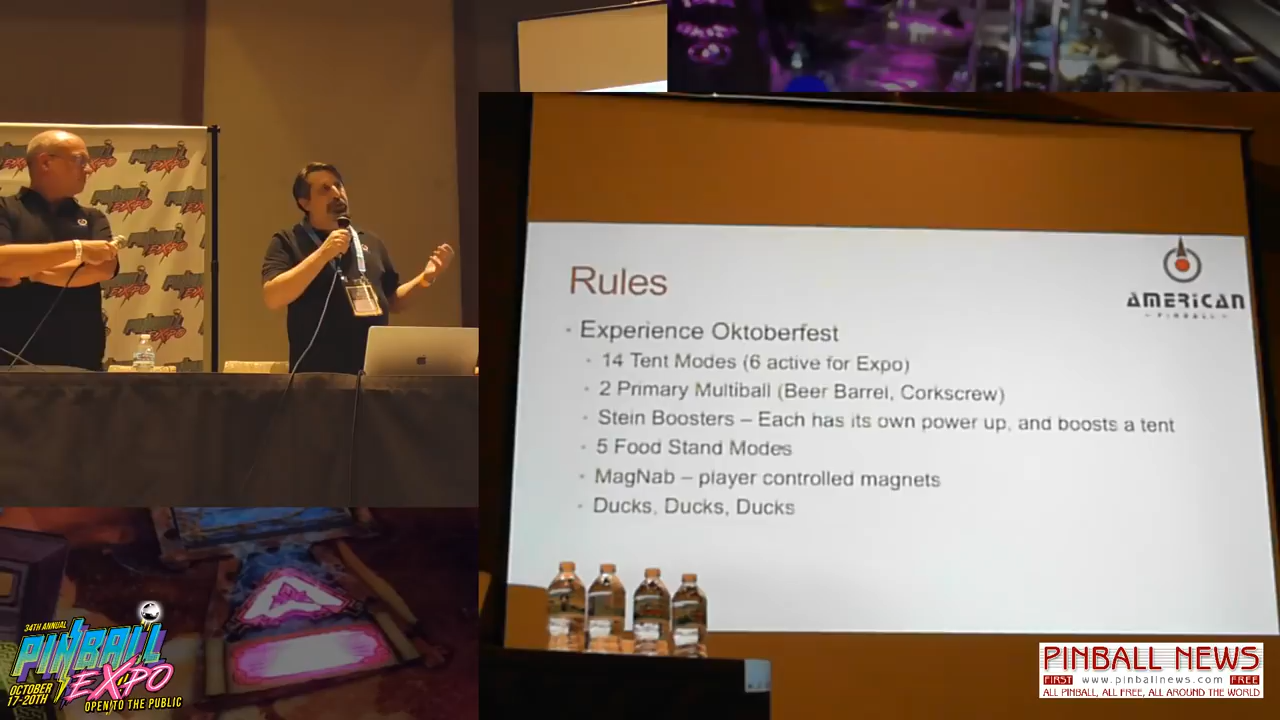 PINBALL EXPO
Rules
AMERICAN
PINBALL
Experience Oktoberfest
14 Tent Modes (6 active for Expo)
2 Primary Multiball (Beer Barrel, Corkscrew)
Stein Boosters – Each has its own power up, and boosts a tent
5 Food Stand Modes
MagNab – player controlled magnets
Ducks, Ducks, Ducks
34TH ANNUAL
PINBALL
EXPO
OCTOBER
17-20TH
OPEN TO THE PUBLIC
PINBALL NEWS
FIRST www.pinballnews.com FREE
ALL PINBALL, ALL FREE, ALL AROUND THE WORLD